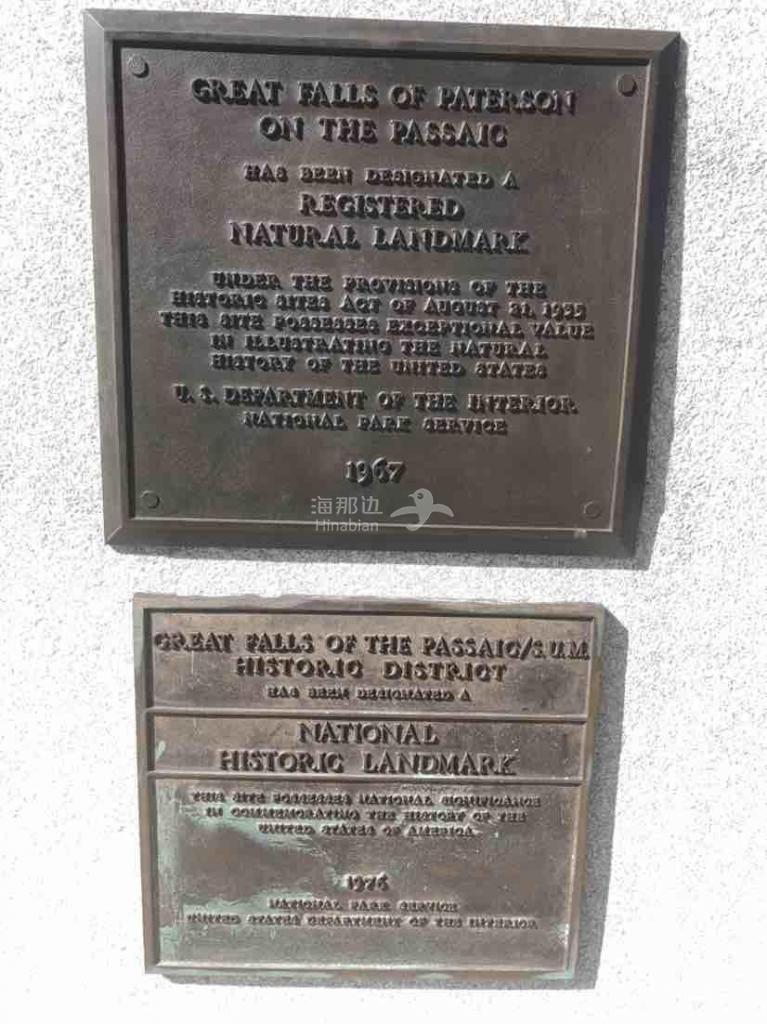 GREAT FALLS OF PATERSON
ON THE PASSAIC
HAS BEEN DESIGNATED A
REGISTERED
NATURAL LANDMARK
UNDER THE PROVISIONS OF THE
HISTORIC SITES ACT OF AUGUST 21, 1935
THIS SITE POSSESSES EXCEPTIONAL VALUE
IN ILLUSTRATING THE NATURAL
HISTORY OF THE UNITED STATES
U. S. DEPARTMENT OF THE INTERIOR
NATIONAL PARK SERVICE
1967
海那边
Hinabian
GREAT FALLS OF THE PASSAIC/S.U.M.
HISTORIC DISTRICT
HAS BEEN DESIGNATED A
NATIONAL
HISTORIC LANDMARK
THIS SITE POSSESSES NATIONAL SIGNIFICANCE
IN COMMEMORATING THE HISTORY OF THE
UNITED STATES OF AMERICA
1976
NATIONAL PARK SERVICE
UNITED STATES DEPARTMENT OF THE INTERIOR